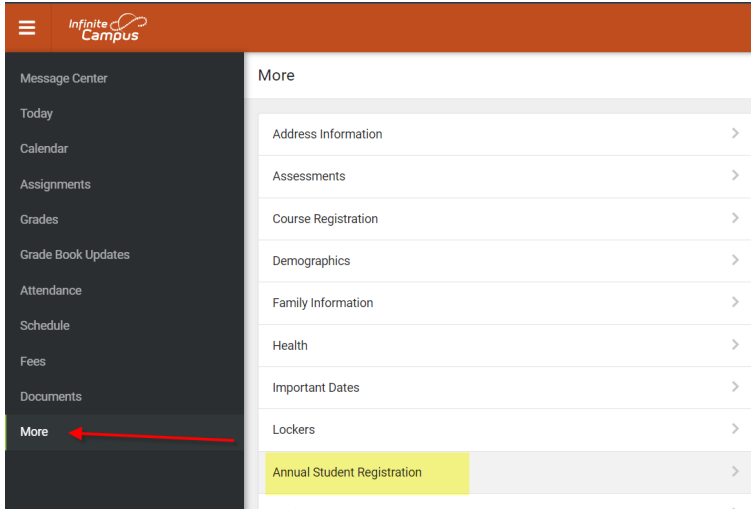 Infinite
Campus
Message Center
Today
Calendar
Assignments
Grades
Grade Book Updates
Attendance
Schedule
Fees
Documents
More
More
Address Information
Assessments
Course Registration
Demographics
Family Information
Health
Important Dates
Lockers
Annual Student Registration